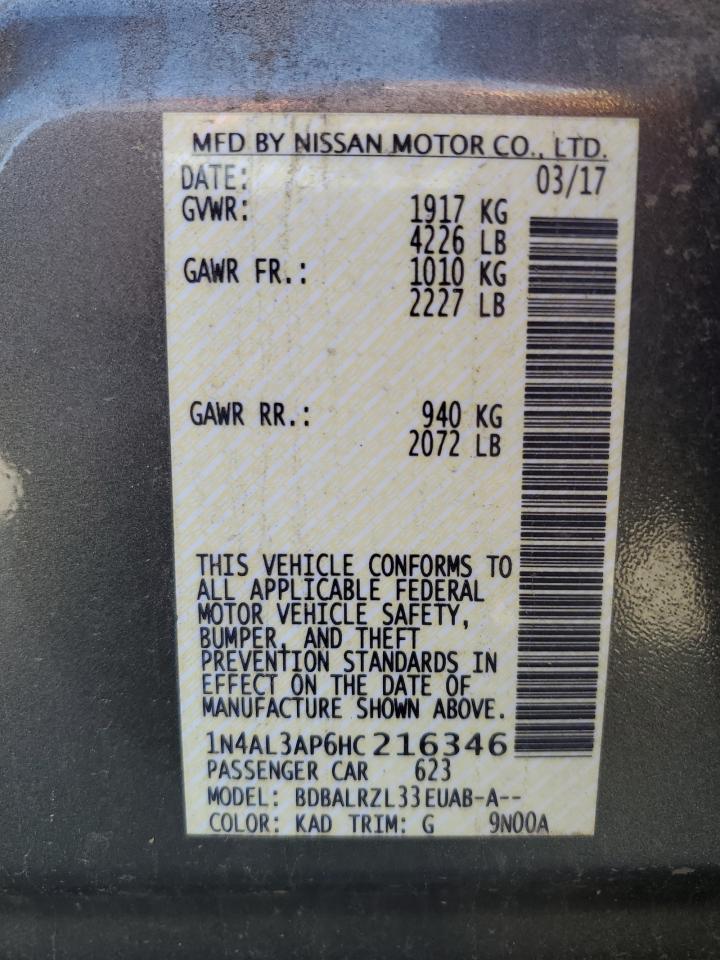 MFD BY NISSAN MOTOR CO., LTD.
DATE: 03/17
GVWR: 1917 KG
4226 LB
GAWR FR.: 1010 KG
2227 LB
GAWR RR.: 940 KG
2072 LB
THIS VEHICLE CONFORMS TO
ALL APPLICABLE FEDERAL
MOTOR VEHICLE SAFETY,
BUMPER, AND THEFT
PREVENTION STANDARDS IN
EFFECT ON THE DATE OF
MANUFACTURE SHOWN ABOVE.
1N4AL3AP6HC216346
PASSENGER CAR 623
MODEL: BDBALRZL33EUAB-A--
COLOR: KAD TRIM: G 9N00A